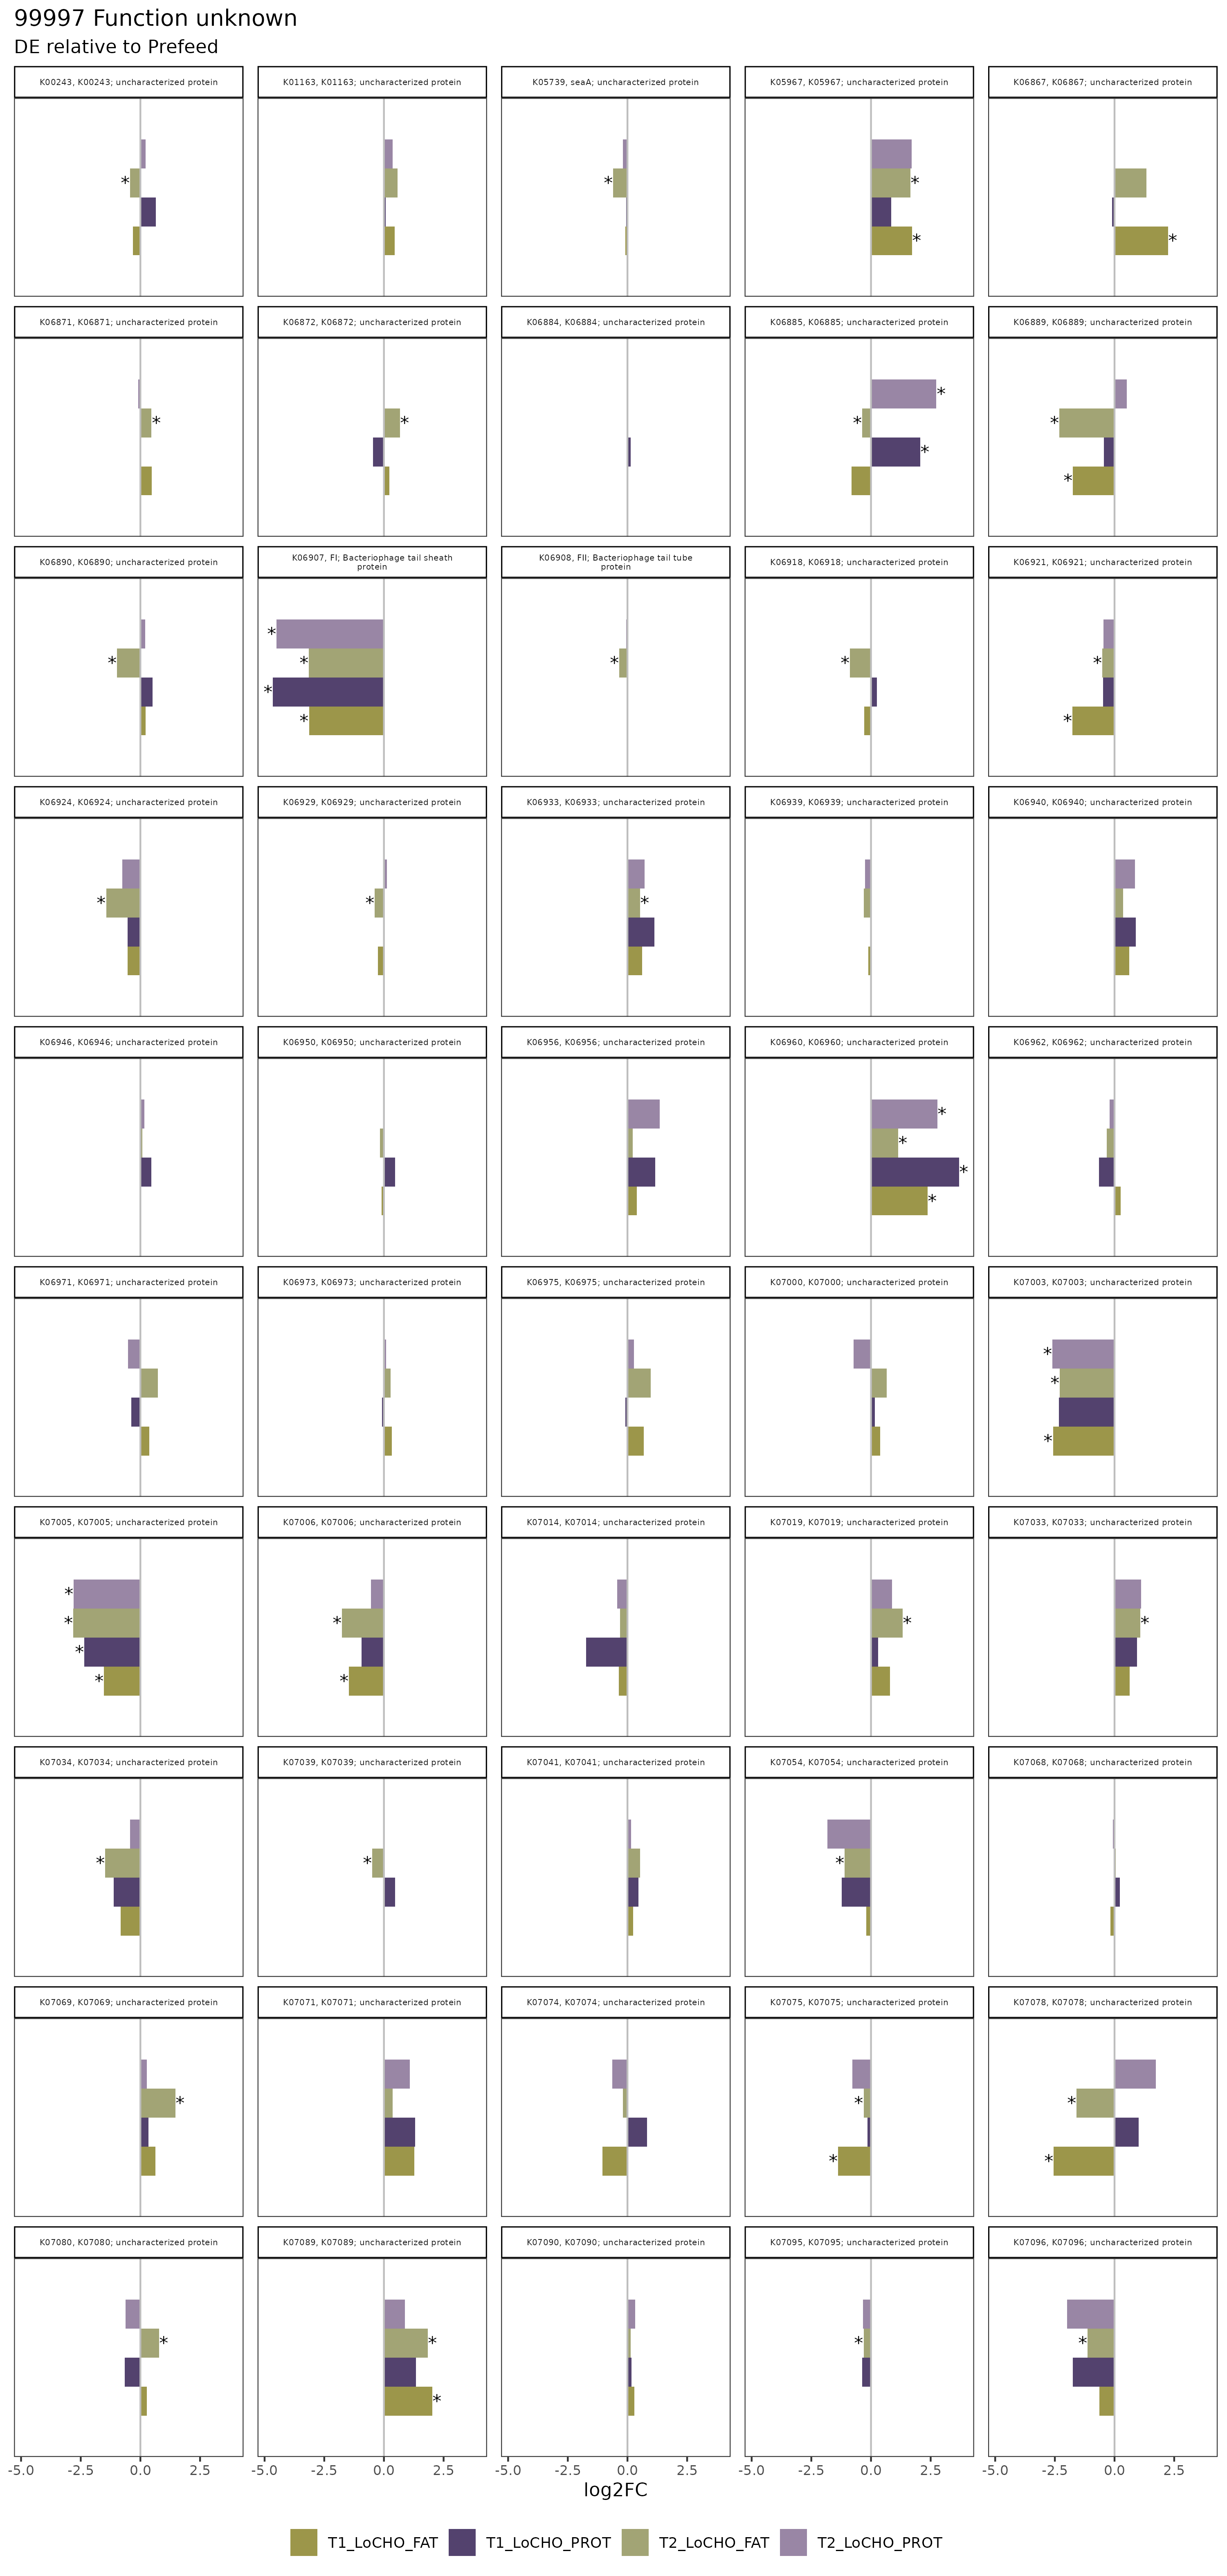 99997 Function unknown
DE relative to Prefeed
K00243, K00243; uncharacterized protein
K01163, K01163; uncharacterized protein
K05739, seaA; uncharacterized protein
K05967, K05967; uncharacterized protein
K06867, K06867; uncharacterized protein
*
*
*
*
*
K06871, K06871; uncharacterized protein
K06872, K06872; uncharacterized protein
K06884, K06884; uncharacterized protein
K06885, K06885; uncharacterized protein
K06889, K06889; uncharacterized protein
*
*
*
*
*
*
*
K06890, K06890; uncharacterized protein
K06907, FI; Bacteriophage tail sheath
protein
K06908, FII; Bacteriophage tail tube
protein
K06918, K06918; uncharacterized protein
K06921, K06921; uncharacterized protein
*
*
*
*
*
*
*
*
*
K06924, K06924; uncharacterized protein
K06929, K06929; uncharacterized protein
K06933, K06933; uncharacterized protein
K06939, K06939; uncharacterized protein
K06940, K06940; uncharacterized protein
*
*
*
K06946, K06946; uncharacterized protein
K06950, K06950; uncharacterized protein
K06956, K06956; uncharacterized protein
K06960, K06960; uncharacterized protein
K06962, K06962; uncharacterized protein
*
*
*
*
K06971, K06971; uncharacterized protein
K06973, K06973; uncharacterized protein
K06975, K06975; uncharacterized protein
K07000, K07000; uncharacterized protein
K07003, K07003; uncharacterized protein
*
*
*
K07005, K07005; uncharacterized protein
K07006, K07006; uncharacterized protein
K07014, K07014; uncharacterized protein
K07019, K07019; uncharacterized protein
K07033, K07033; uncharacterized protein
*
*
*
*
*
*
*
*
K07034, K07034; uncharacterized protein
K07039, K07039; uncharacterized protein
K07041, K07041; uncharacterized protein
K07054, K07054; uncharacterized protein
K07068, K07068; uncharacterized protein
*
*
*
K07069, K07069; uncharacterized protein
K07071, K07071; uncharacterized protein
K07074, K07074; uncharacterized protein
K07075, K07075; uncharacterized protein
K07078, K07078; uncharacterized protein
*
*
*
*
*
K07080, K07080; uncharacterized protein
K07089, K07089; uncharacterized protein
K07090, K07090; uncharacterized protein
K07095, K07095; uncharacterized protein
K07096, K07096; uncharacterized protein
*
*
*
*
*
-5.0 -2.5 0.0 2.5
-5.0 -2.5 0.0 2.5
-5.0 -2.5 0.0 2.5
-5.0 -2.5 0.0 2.5
-5.0 -2.5 0.0 2.5
log2FC
T1_LoCHO_FAT T1_LoCHO_PROT T2_LoCHO_FAT T2_LoCHO_PROT